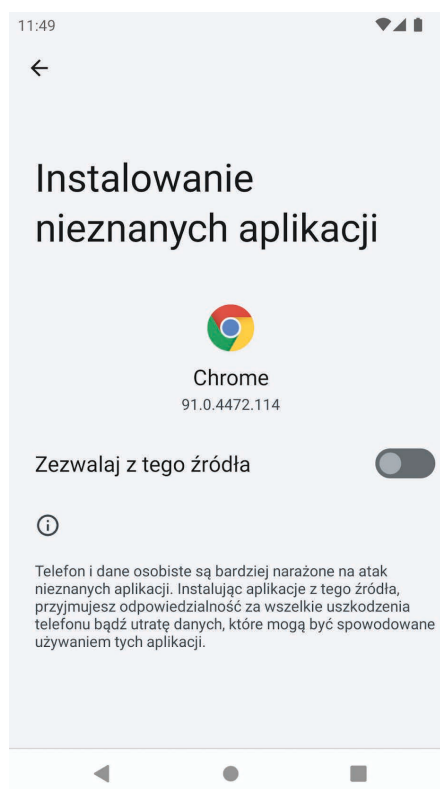 11:49
Instalowanie
nieznanych aplikacji
Chrome
91.0.4472.114
Zezwalaj z tego źródła
Telefon i dane osobiste są bardziej narażone na atak
nieznanych aplikacji. Instalując aplikacje z tego źródła,
przyjmujesz odpowiedzialność za wszelkie uszkodzenia
telefonu bądź utratę danych, które mogą być spowodowane
używaniem tych aplikacji.